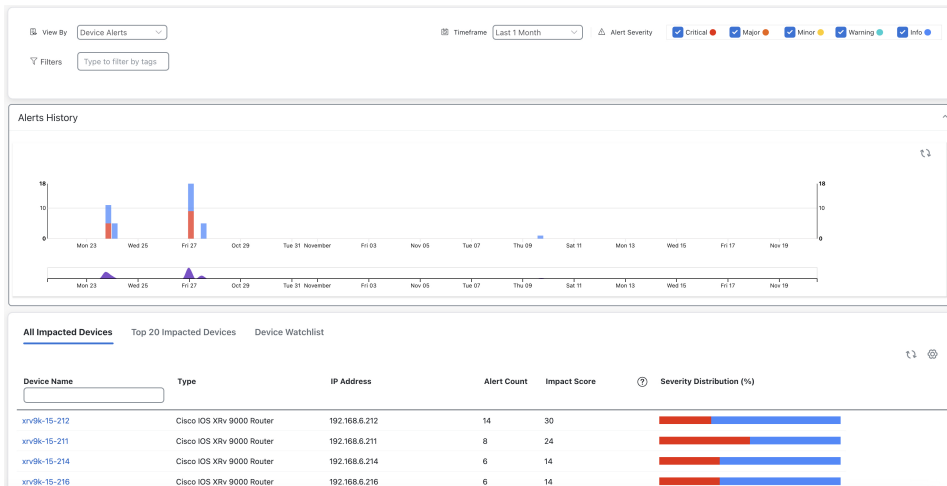 View By Device Alerts Timeframe Last 1 Month Alert Severity Critical Major Minor Warning Info
Filters Type to filter by tags
Alerts History
18 18
10 10
0 0
Mon 23 Wed 25 Fri 27 Oct 29 Tue 31 November Fri 03 Nov 05 Tue 07 Thu 09 Sat 11 Mon 13 Wed 15 Fri 17 Nov 19
Mon 23 Wed 25 Fri 27 Oct 29 Tue 31 November Fri 03 Nov 05 Tue 07 Thu 09 Sat 11 Mon 13 Wed 15 Fri 17 Nov 19
All Impacted Devices Top 20 Impacted Devices Device Watchlist
Device Name Type IP Address Alert Count Impact Score ? Severity Distribution (%)
xrv9k-15-212 Cisco IOS XRv 9000 Router 192.168.6.212 14 30
xrv9k-15-211 Cisco IOS XRv 9000 Router 192.168.6.211 8 24
xrv9k-15-214 Cisco IOS XRv 9000 Router 192.168.6.214 6 14
xrv9k-15-216 Cisco IOS XRv 9000 Router 192.168.6.216 6 14